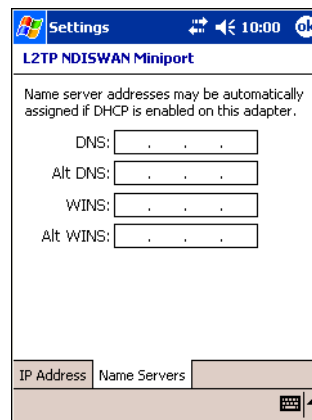 Settings 10:00 ok
L2TP NDISWAN Miniport
Name server addresses may be automatically
assigned if DHCP is enabled on this adapter.
DNS: . . .
Alt DNS: . . .
WINS: . . .
Alt WINS: . . .
IP Address Name Servers